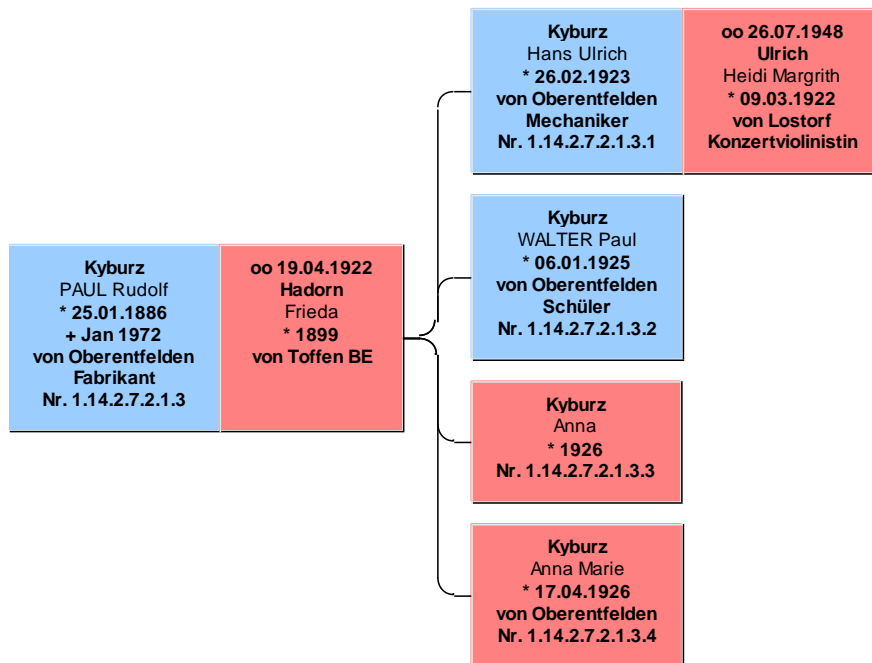 Kyburz
Hans Ulrich
* 26.02.1923
von Oberentfelden
Mechaniker
Nr. 1.14.2.7.2.1.3.1
oo 26.07.1948
Ulrich
Heidi Margrith
* 09.03.1922
von Lostorf
Konzertviolinistin
Kyburz
WALTER Paul
* 06.01.1925
von Oberentfelden
Schüler
Nr. 1.14.2.7.2.1.3.2
Kyburz
PAUL Rudolf
* 25.01.1886
+ Jan 1972
von Oberentfelden
Fabrikant
Nr. 1.14.2.7.2.1.3
oo 19.04.1922
Hadorn
Frieda
* 1899
von Toffen BE
Kyburz
Anna
* 1926
Nr. 1.14.2.7.2.1.3.3
Kyburz
Anna Marie
* 17.04.1926
von Oberentfelden
Nr. 1.14.2.7.2.1.3.4